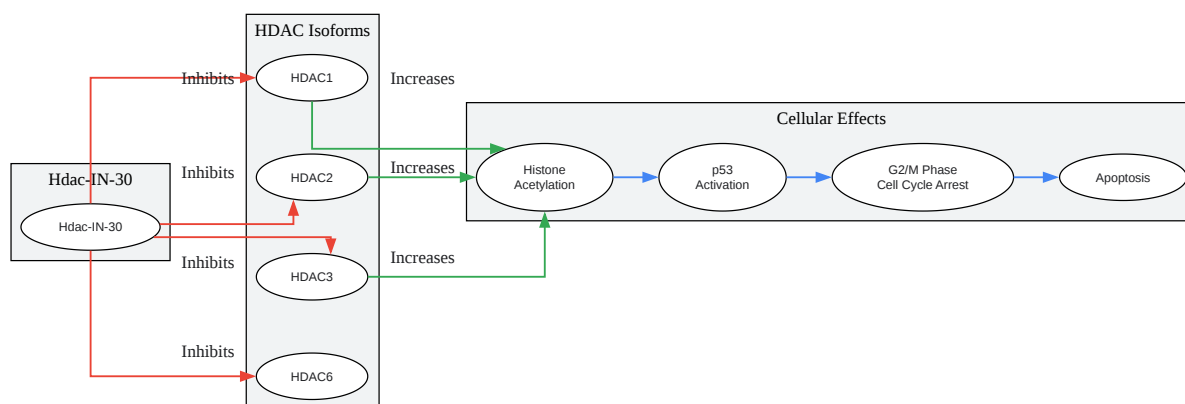 HDAC Isoforms
Inhibits
HDAC1
Increases
Cellular Effects
Hdac-IN-30
Inhibits
HDAC2
Increases
Histone
Acetylation
p53
Activation
G2/M Phase
Cell Cycle Arrest
Apoptosis
Hdac-IN-30
Inhibits
HDAC3
Increases
Inhibits
HDAC6